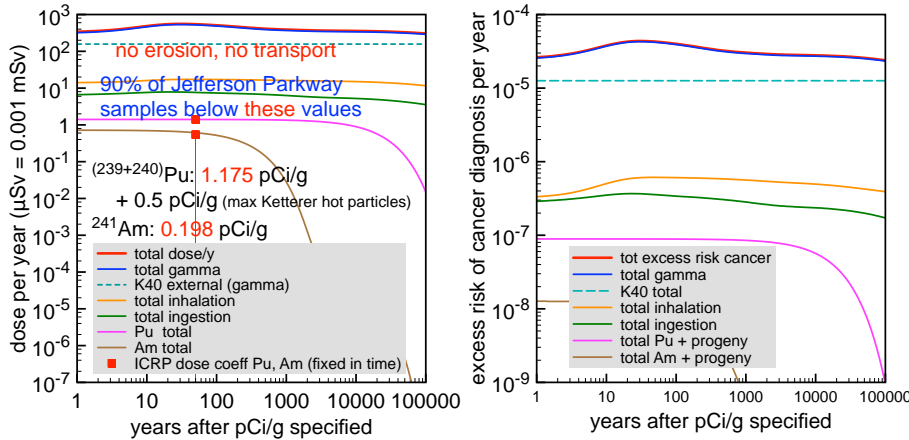 dose per year (µSv = 0.001 mSv)
10^3
10^2
10^1
1
10^-1
10^-2
10^-3
10^-4
10^-5
10^-6
10^-7
no erosion, no transport
90% of Jefferson Parkway
samples below these values
(239+240)Pu: 1.175 pCi/g
+ 0.5 pCi/g (max Ketterer hot particles)
241Am: 0.198 pCi/g
total dose/y
total gamma
K40 external (gamma)
total inhalation
total ingestion
Pu total
Am total
ICRP dose coeff Pu, Am (fixed in time)
1 10 100 1000 10000 100000
years after pCi/g specified
excess risk of cancer diagnosis per year
10^-4
10^-5
10^-6
10^-7
10^-8
10^-9
tot excess risk cancer
total gamma
K40 total
total inhalation
total ingestion
total Pu + progeny
total Am + progeny
1 10 100 1000 10000 100000
years after pCi/g specified